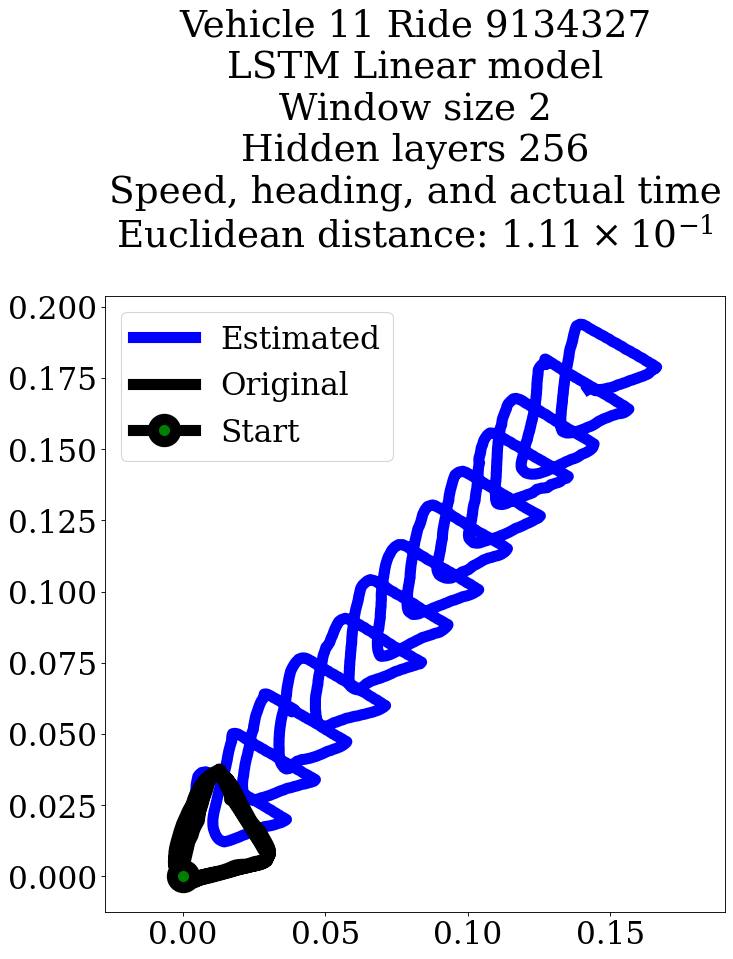 Vehicle 11 Ride 9134327
LSTM Linear model
Window size 2
Hidden layers 256
Speed, heading, and actual time
Euclidean distance: 1.11 × 10⁻¹
0.200
0.175
0.150
0.125
0.100
0.075
0.050
0.025
0.000
Estimated
Original
Start
0.00 0.05 0.10 0.15